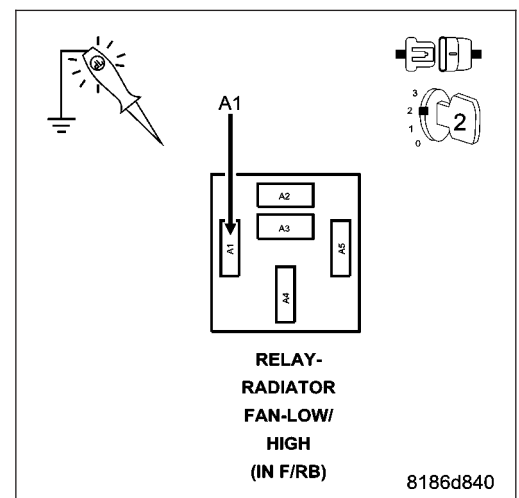 A1
3
2
1
0
2
A2
A3
A1
A5
A4
RELAY-
RADIATOR
FAN-LOW/
HIGH
(IN F/RB)
8186d840